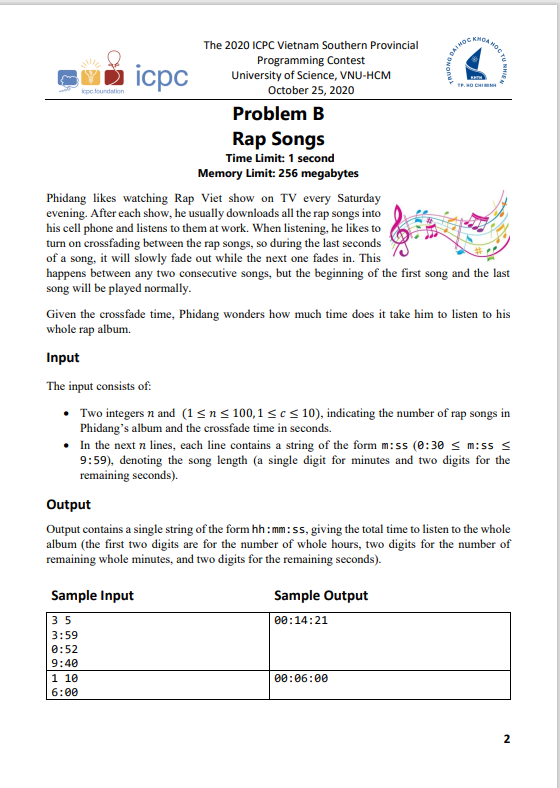 The 2020 ICPC Vietnam Southern Provincial
Programming Contest
University of Science, VNU-HCM
October 25, 2020
icpc.foundation
icpc
TRƯỜNG ĐẠI HỌC KHOA HỌC TỰ NHIÊN
KHTN
TP. HỒ CHÍ MINH
Problem B
Rap Songs
Time Limit: 1 second
Memory Limit: 256 megabytes
Phidang likes watching Rap Viet show on TV every Saturday
evening. After each show, he usually downloads all the rap songs into
his cell phone and listens to them at work. When listening, he likes to
turn on crossfading between the rap songs, so during the last seconds
of a song, it will slowly fade out while the next one fades in. This
happens between any two consecutive songs, but the beginning of the first song and the last
song will be played normally.
Given the crossfade time, Phidang wonders how much time does it take him to listen to his
whole rap album.
Input
The input consists of:
• Two integers n and (1 ≤ n ≤ 100, 1 ≤ c ≤ 10), indicating the number of rap songs in
Phidang’s album and the crossfade time in seconds.
• In the next n lines, each line contains a string of the form m:ss (0:30 ≤ m:ss ≤
9:59), denoting the song length (a single digit for minutes and two digits for the
remaining seconds).
Output
Output contains a single string of the form hh:mm:ss, giving the total time to listen to the whole
album (the first two digits are for the number of whole hours, two digits for the number of
remaining whole minutes, and two digits for the remaining seconds).
Sample Input Sample Output
3 5 00:14:21
3:59
0:52
9:40
1 10 00:06:00
6:00
2